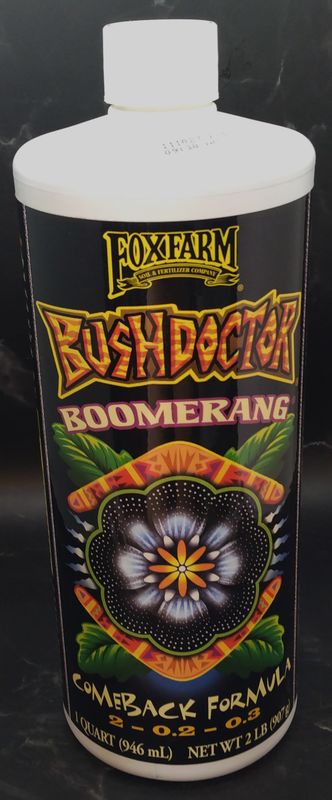 FOXFARM
SOIL & FERTILIZER COMPANY
®
BUSHDOCTOR
BOOMERANG
COMEBACK FORMULA
2 - 0.2 - 0.3
1 QUART (946 mL) NET WT 2 LB (907g)